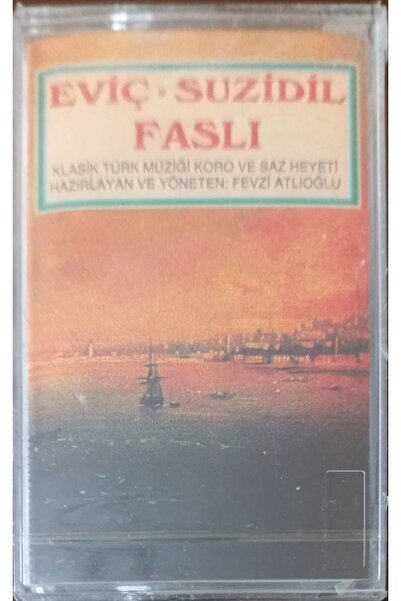 EVİÇ · SUZİDİL
FASLI
KLASİK TÜRK MÜZİĞİ KORO VE SAZ HEYETİ
HAZIRLAYAN VE YÖNETEN: FEVZİ ATLIOĞLU